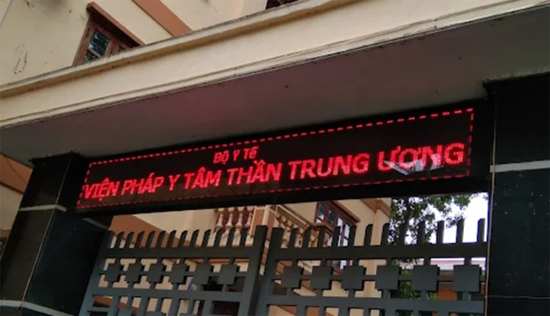 BỘ Y TẾ
VIỆN PHÁP Y TÂM THẦN TRUNG ƯƠNG